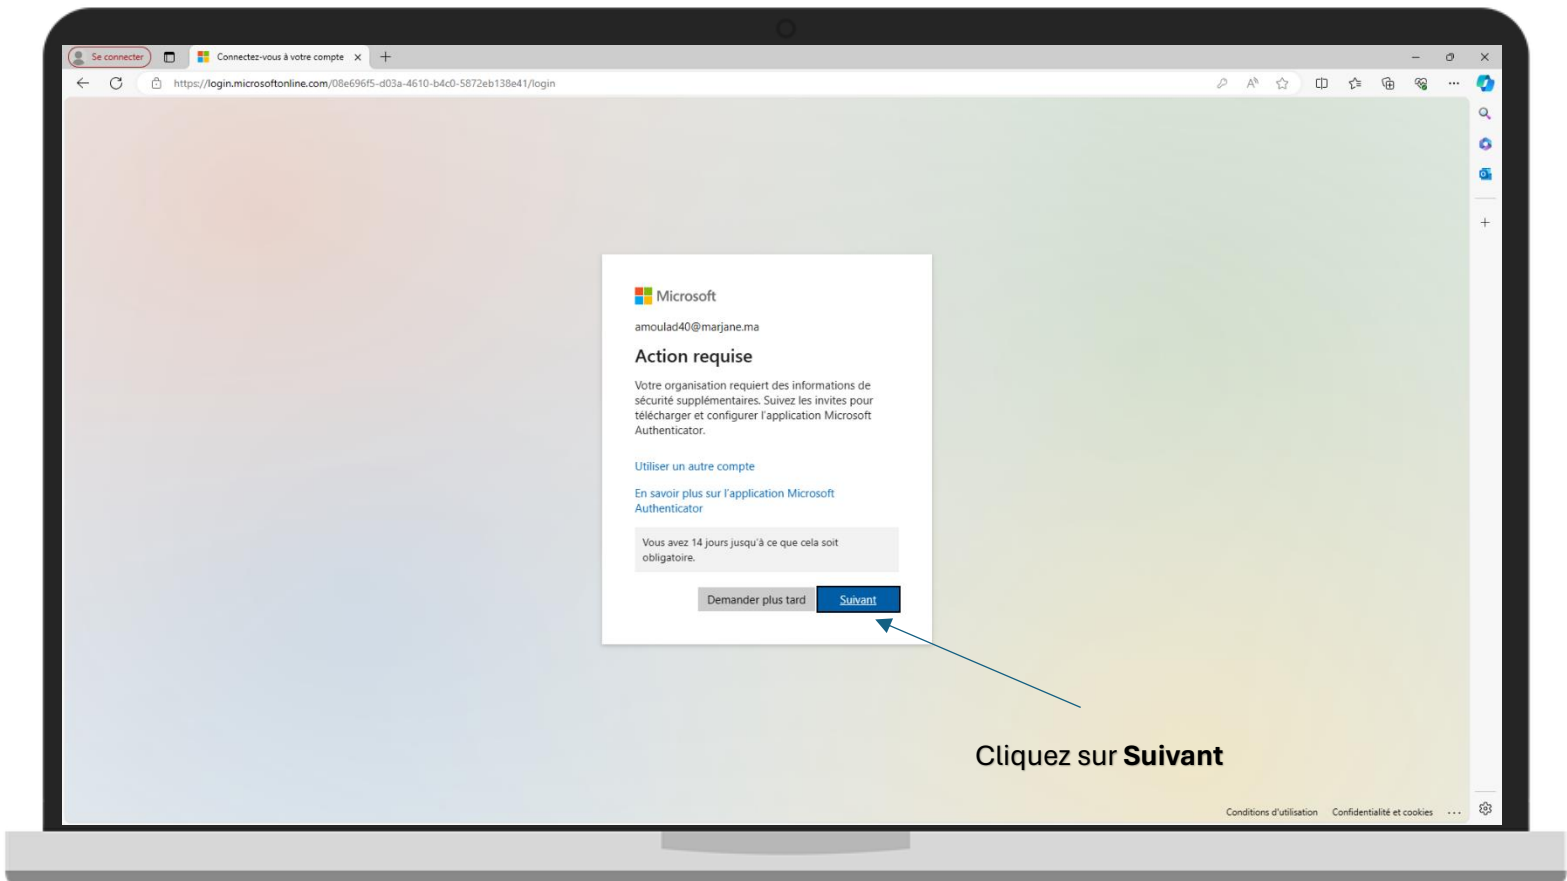 Se connecter
Connectez-vous à votre compte
https://login.microsoftonline.com/08e696f5-d03a-4610-b4c0-5872eb138e41/login
Microsoft
amoulad40@marjane.ma
Action requise
Votre organisation requiert des informations de
sécurité supplémentaires. Suivez les invites pour
télécharger et configurer l'application Microsoft
Authenticator.
Utiliser un autre compte
En savoir plus sur l'application Microsoft
Authenticator
Vous avez 14 jours jusqu'à ce que cela soit
obligatoire.
Demander plus tard
Suivant
Cliquez sur Suivant
Conditions d'utilisation
Confidentialité et cookies